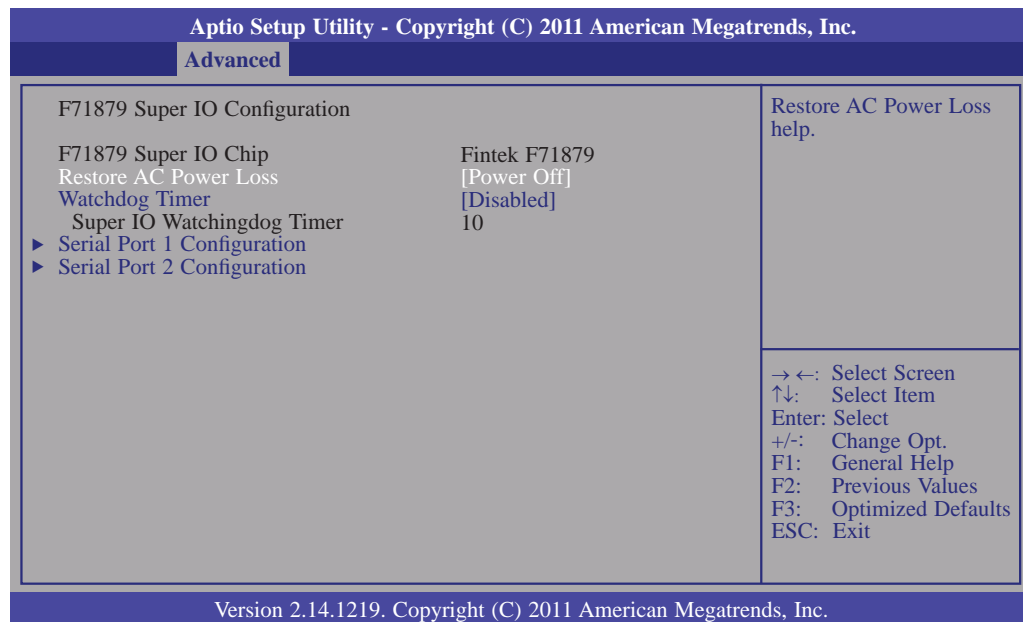 Aptio Setup Utility - Copyright (C) 2011 American Megatrends, Inc.
Advanced
F71879 Super IO Configuration
F71879 Super IO Chip Fintek F71879
Restore AC Power Loss [Power Off]
Watchdog Timer [Disabled]
Super IO Watchingdog Timer 10
▶ Serial Port 1 Configuration
▶ Serial Port 2 Configuration
Restore AC Power Loss
help.
→ ←: Select Screen
↑↓: Select Item
Enter: Select
+/-: Change Opt.
F1: General Help
F2: Previous Values
F3: Optimized Defaults
ESC: Exit
Version 2.14.1219. Copyright (C) 2011 American Megatrends, Inc.